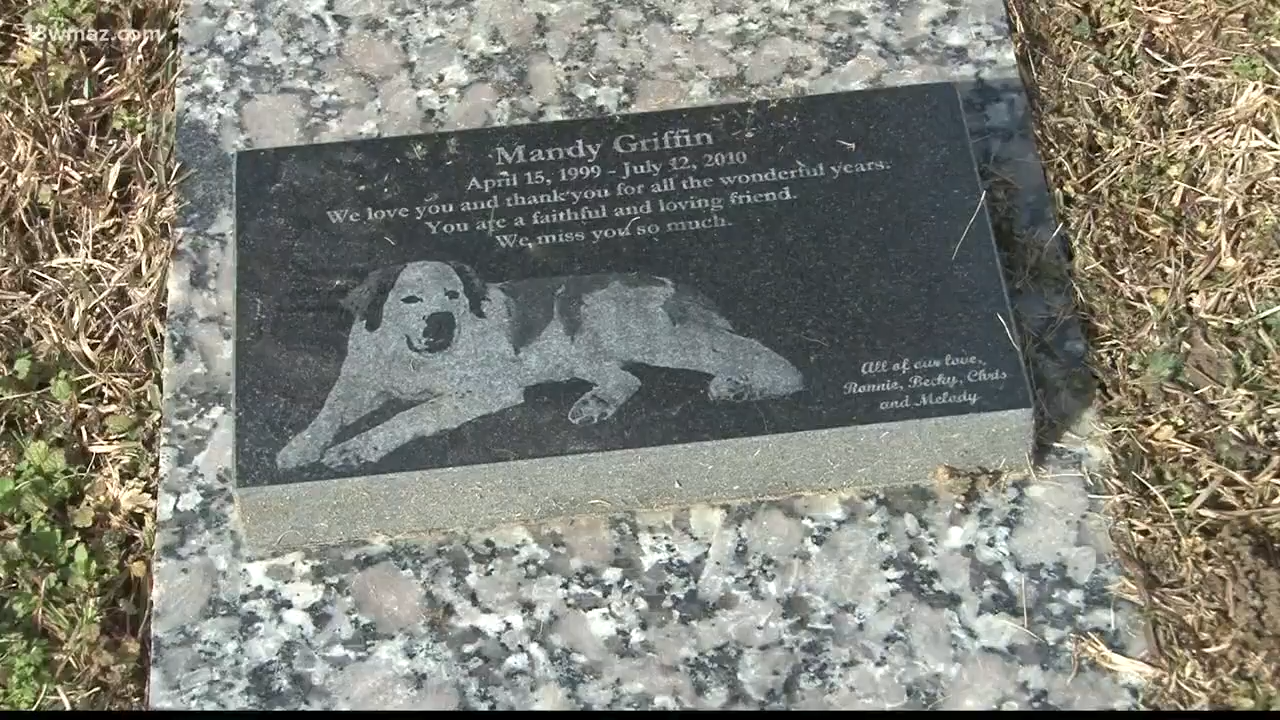 13wmaz.com
Mandy Griffin
April 15, 1999 - July 12, 2010
We love you and thank you for all the wonderful years.
You are a faithful and loving friend.
We miss you so much.
All of our love,
Ronnie, Becky, Chris
and Melody